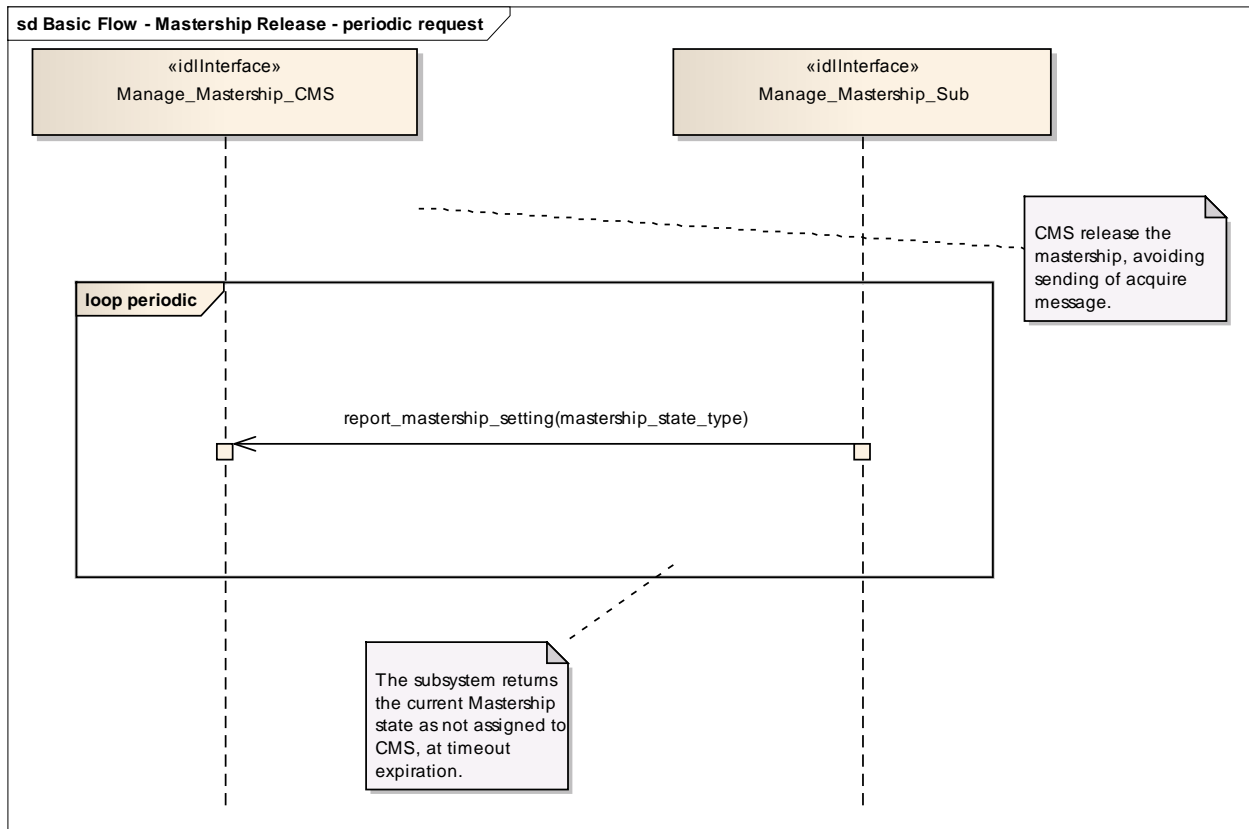 sd Basic Flow - Mastership Release - periodic request
«idlInterface»
Manage_Mastership_CMS
«idlInterface»
Manage_Mastership_Sub
CMS release the
mastership, avoiding
sending of acquire
message.
loop periodic
report_mastership_setting(mastership_state_type)
The subsystem returns
the current Mastership
state as not assigned to
CMS, at timeout
expiration.